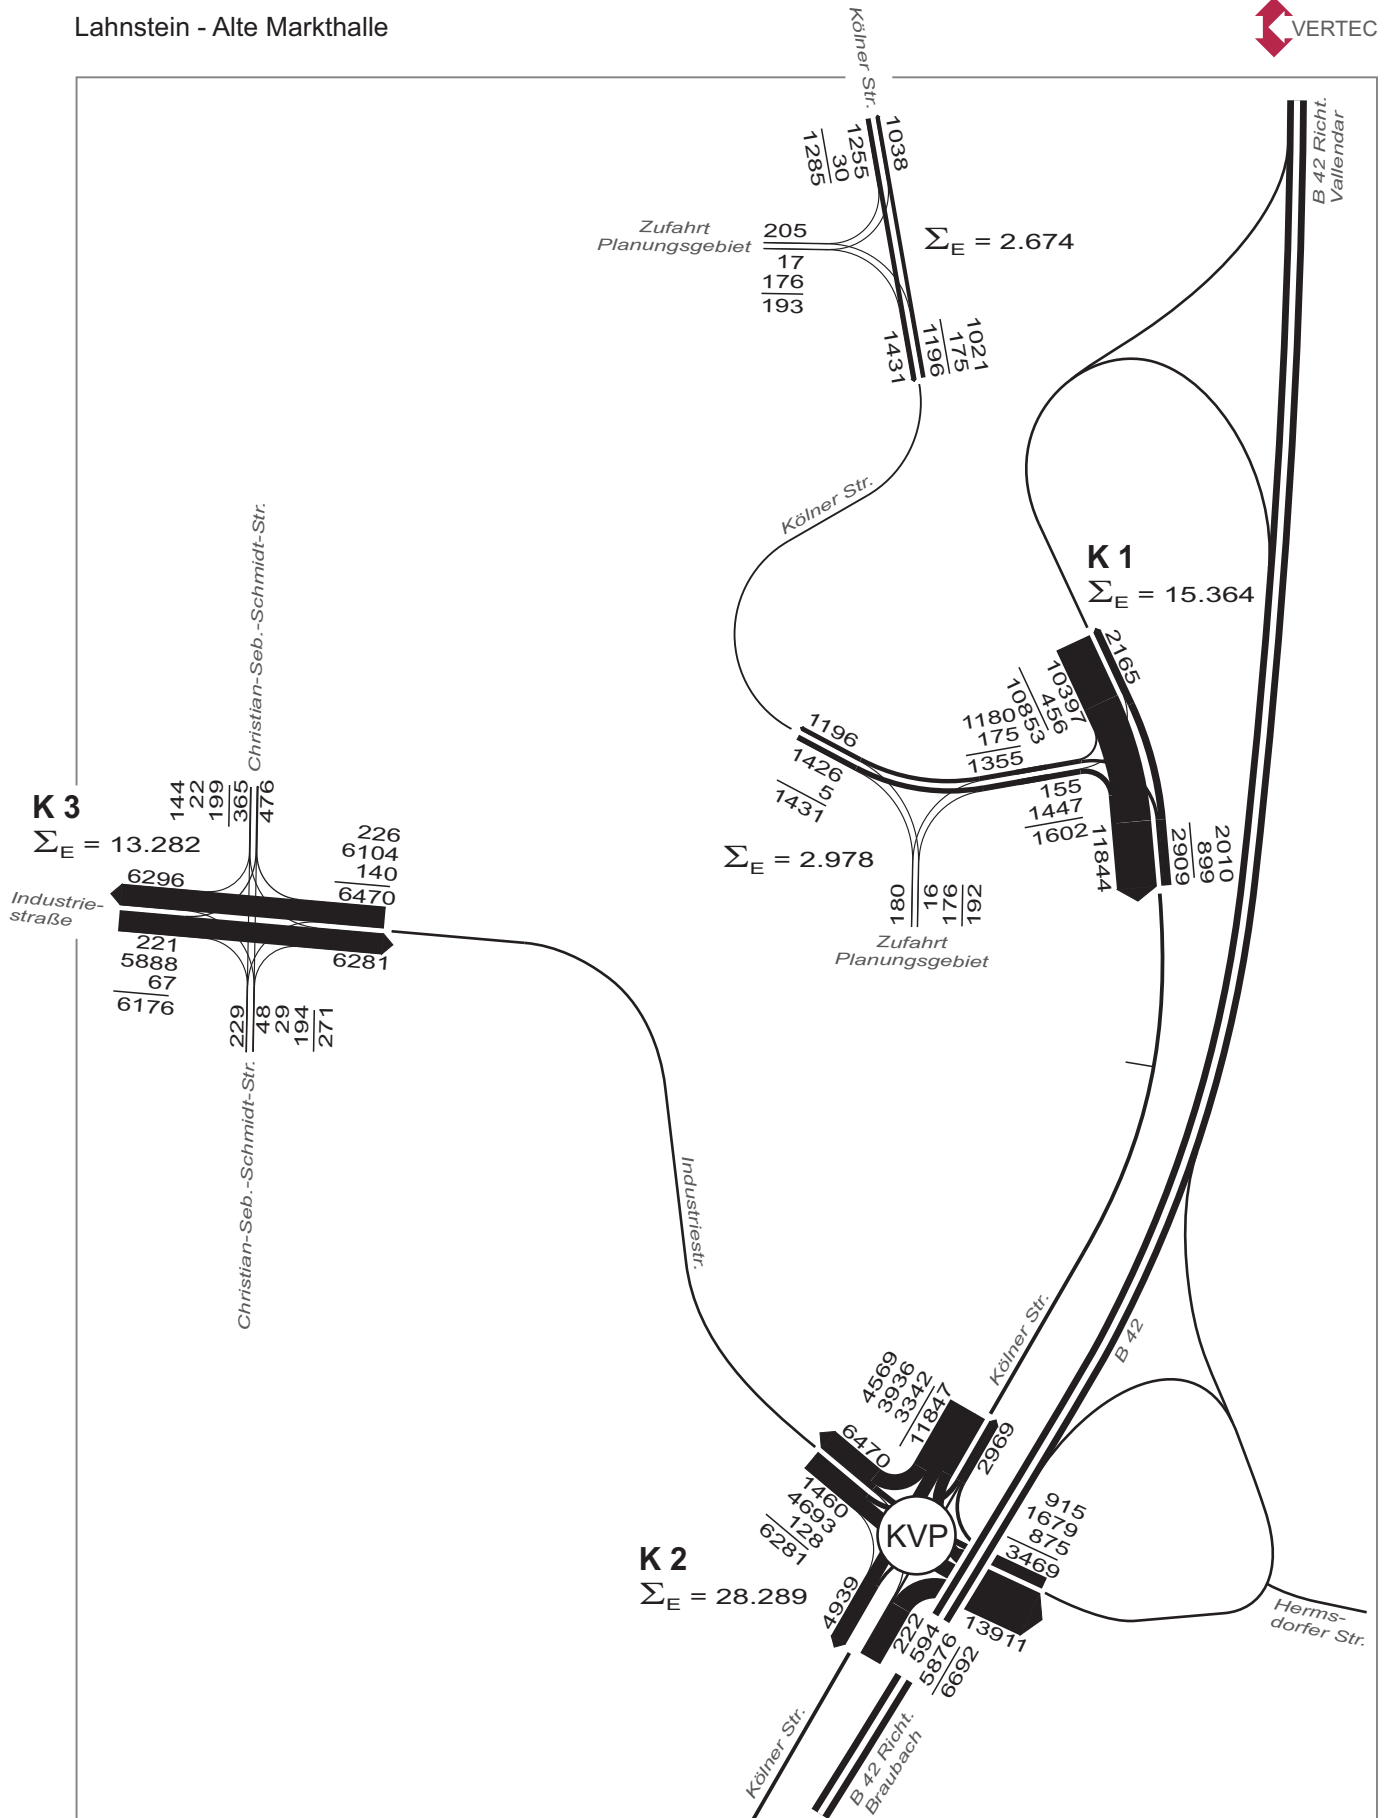 Lahnstein - Alte Markthalle
VERTEC
Kölner Str.
1038
1255
30
1285
B 42 Richt.
Vallendar
Zufahrt
Planungsgebiet
205
17
176
193
ΣE = 2.674
1431
1196
175
1021
Kölner Str.
K 1
ΣE = 15.364
2165
10397
456
10853
1180
175
1355
1196
1426
5
1431
155
1447
1602
11844
2909
899
2010
ΣE = 2.978
180
16
176
192
Zufahrt
Planungsgebiet
Christian-Seb.-Schmidt-Str.
K 3
ΣE = 13.282
144
22
199
365
476
226
6104
140
6470
6296
Industrie-
straße
221
5888
67
6176
6281
229
48
29
194
271
Christian-Seb.-Schmidt-Str.
Industriestr.
Kölner Str.
B 42
4569
3936
3342
11847
2969
6470
1460
4693
128
6281
KVP
K 2
ΣE = 28.289
915
1679
875
3469
4939
222
594
5876
6692
13911
Herms-
dorfer Str.
Kölner Str.
B 42 Richt.
Braubach